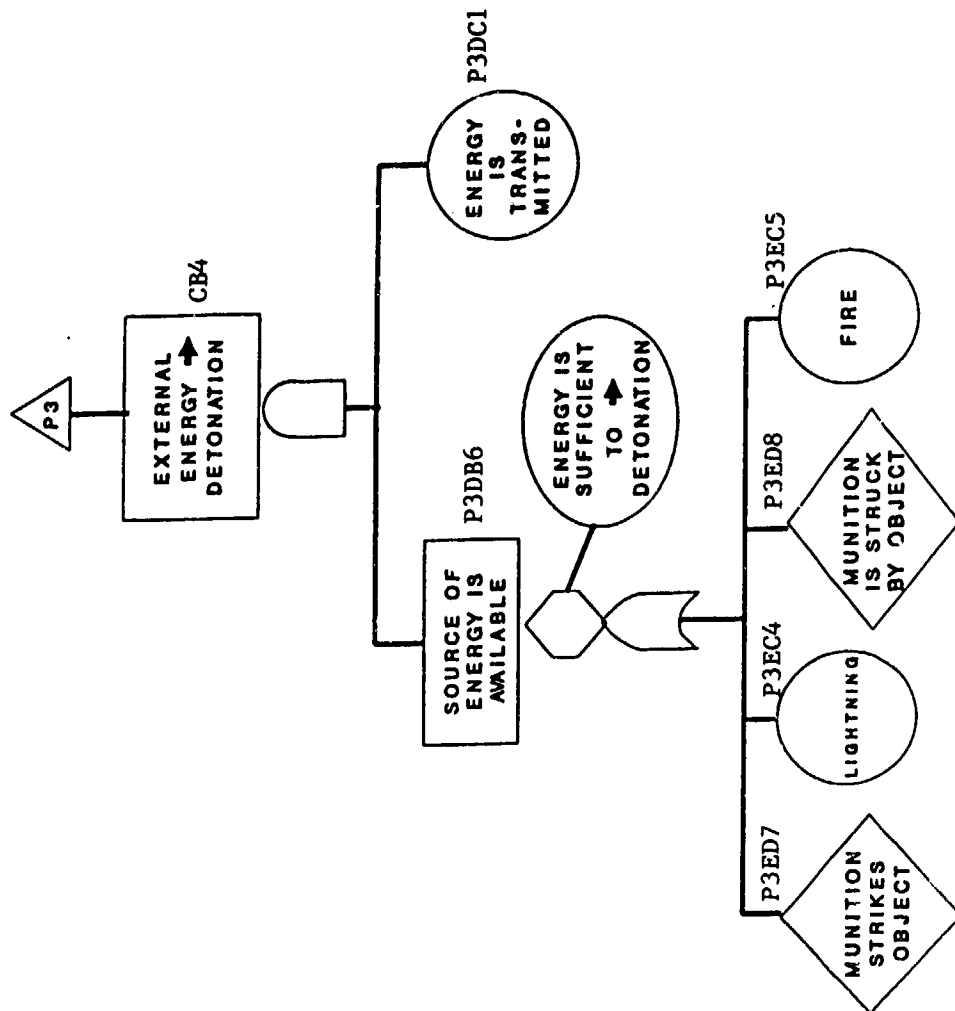 P3
EXTERNAL
ENERGY →
DETONATION
CB4
SOURCE OF
ENERGY IS
AVAILABLE
P3DB6
ENERGY
IS
TRANS-
MITTED
P3DC1
ENERGY IS
SUFFICIENT
TO →
DETONATION
MUNITION
STRIKES
OBJECT
P3ED7
LIGHTNING
P3EC4
MUNITION
IS STRUCK
BY OBJECT
P3ED8
FIRE
P3EC5